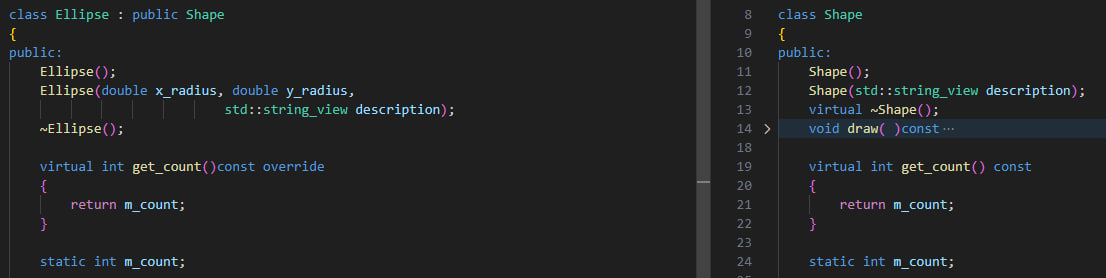 class Ellipse : public Shape
{
public:
    Ellipse();
    Ellipse(double x_radius, double y_radius,
                        std::string_view description);
    ~Ellipse();

    virtual int get_count()const override
    {
        return m_count;
    }

    static int m_count;
8 class Shape
9 {
10 public:
11     Shape();
12     Shape(std::string_view description);
13     virtual ~Shape();
14 >     void draw( )const ···
18
19     virtual int get_count() const
20     {
21         return m_count;
22     }
23
24     static int m_count;